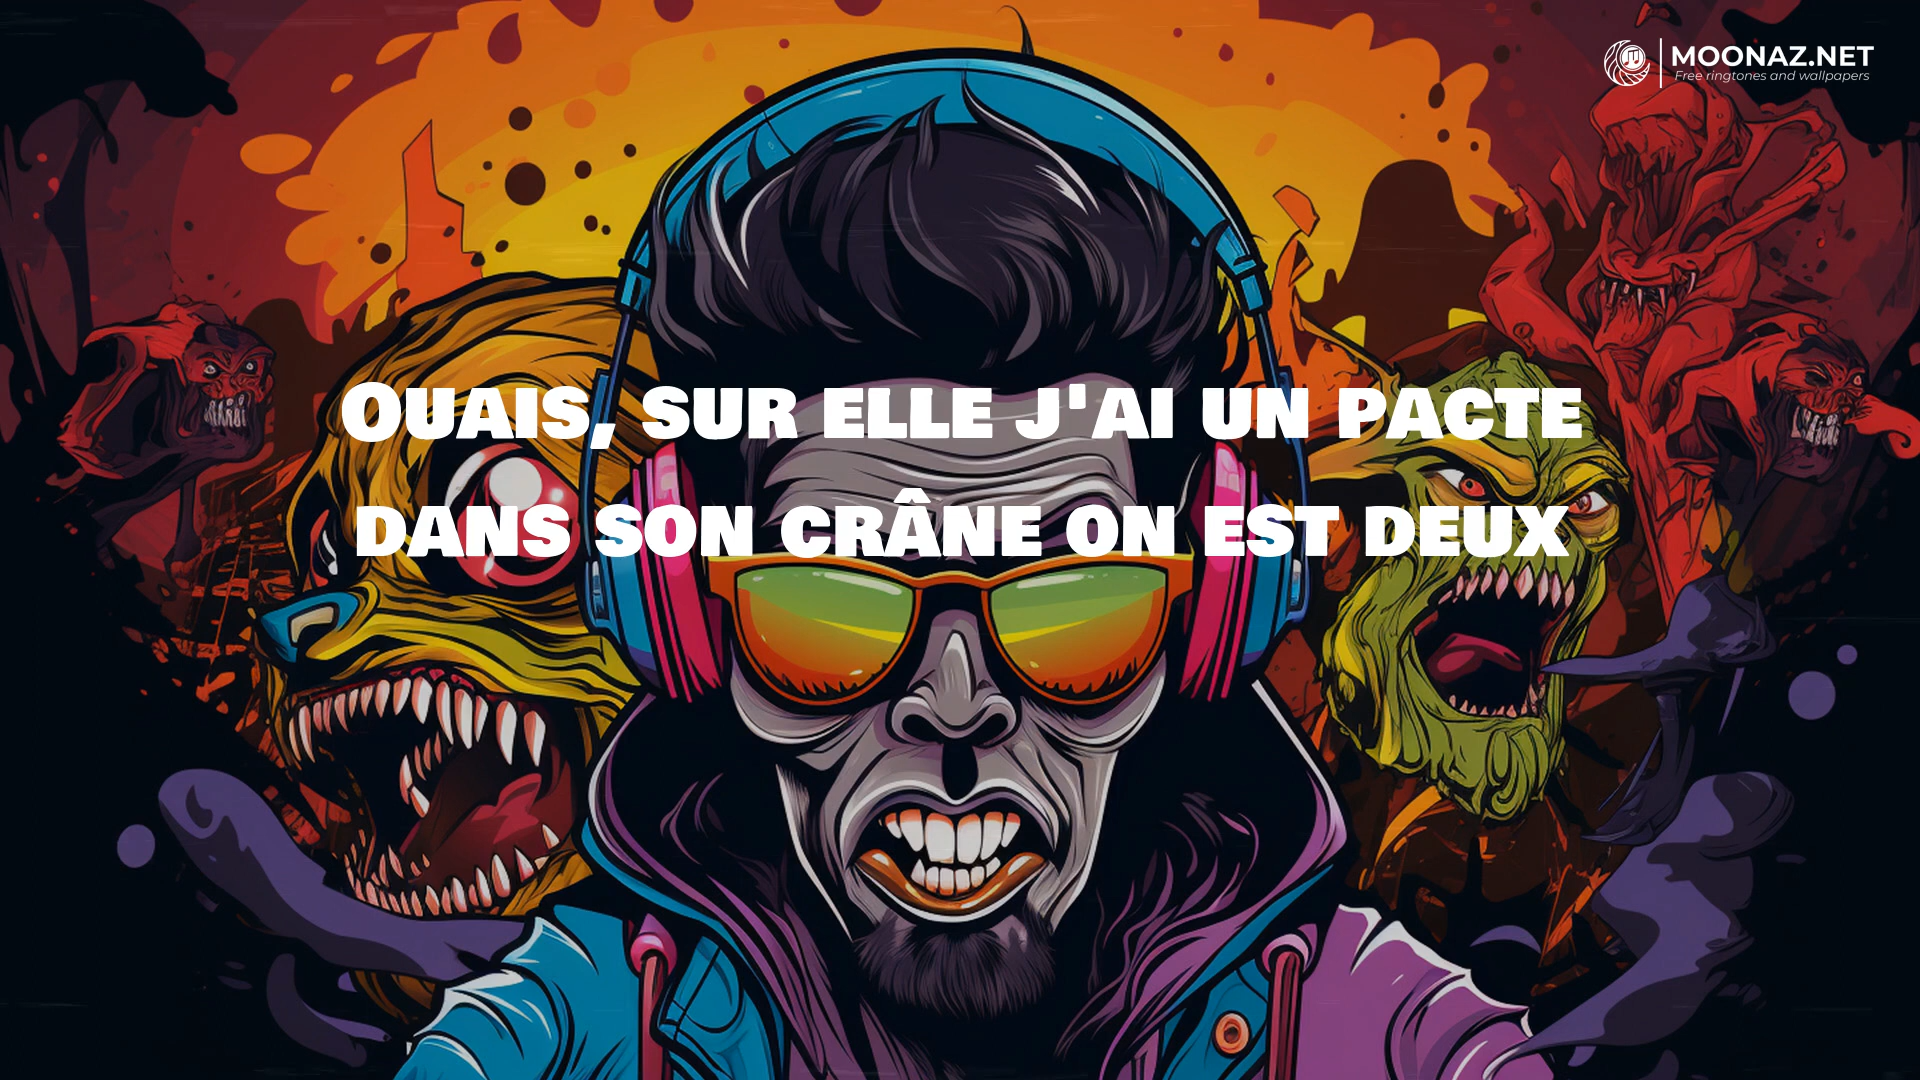 MOONAZ.NET
Free ringtones and wallpapers
Ouais, sur elle j'ai un pacte
dans son crâne on est deux